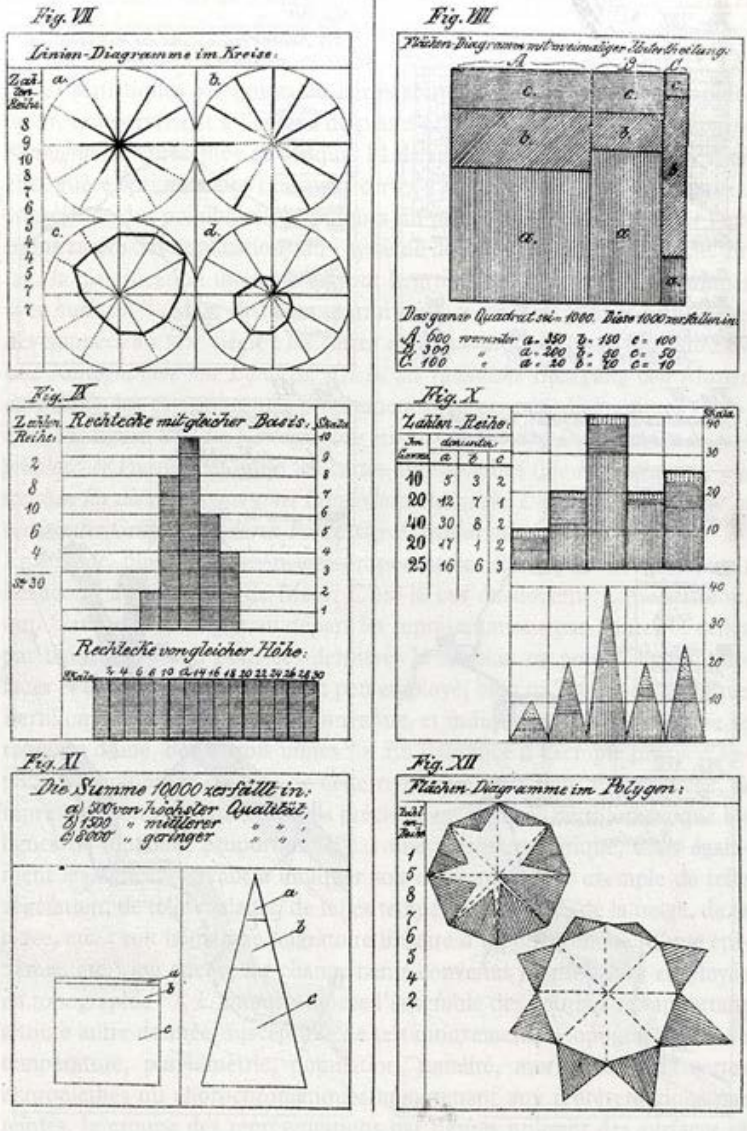 Fig. VII
Linien-Diagramme im Kreise:
Zah-
len
Reihe:
8
9
10
8
7
6
5
4
4
5
7
7
a.
b.
c.
d.
Fig. VIII
Flächen-Diagramme mit zweimaliger Untertheilung:
A B C
c. c. c.
b. b. b
a. a a.
Das ganze Quadrat sei = 1000. Diese 1000 zerfallen in:
A. 600 worunter a = 350 b = 150 c = 100
B. 300 " a = 200 b = c = 50
C. 100 " a = 20 b = c = 10
Fig. IX
Zahlen
Reihe:
2
8
10
6
4
Sa 30
Rechtecke mit gleicher Basis:
Skala
10
9
8
7
6
5
4
3
2
1
Rechtecke von gleicher Höhe:
Skala 2 4 6 8 10 12 14 16 18 20 22 24 26 28 30
Fig. X
Zahlen-Reihe:
Im darunter
Ganzen a b c
10 5 3 2
20 12 7 1
40 30 8 2
20 17 1 2
25 16 6 3
Skala
40
30
20
10
40
30
20
10
Fig. XI
Die Summe 10000 zerfällt in:
a) 500 von höchster Qualität,
b) 1500 " mittlerer " "
c) 8000 " geringer " "
a
b
c
a
b
c
Fig. XII
Flächen-Diagramme im Polygon:
Zahl
en
Reihe
1
3
5
8
7
6
5
4
2